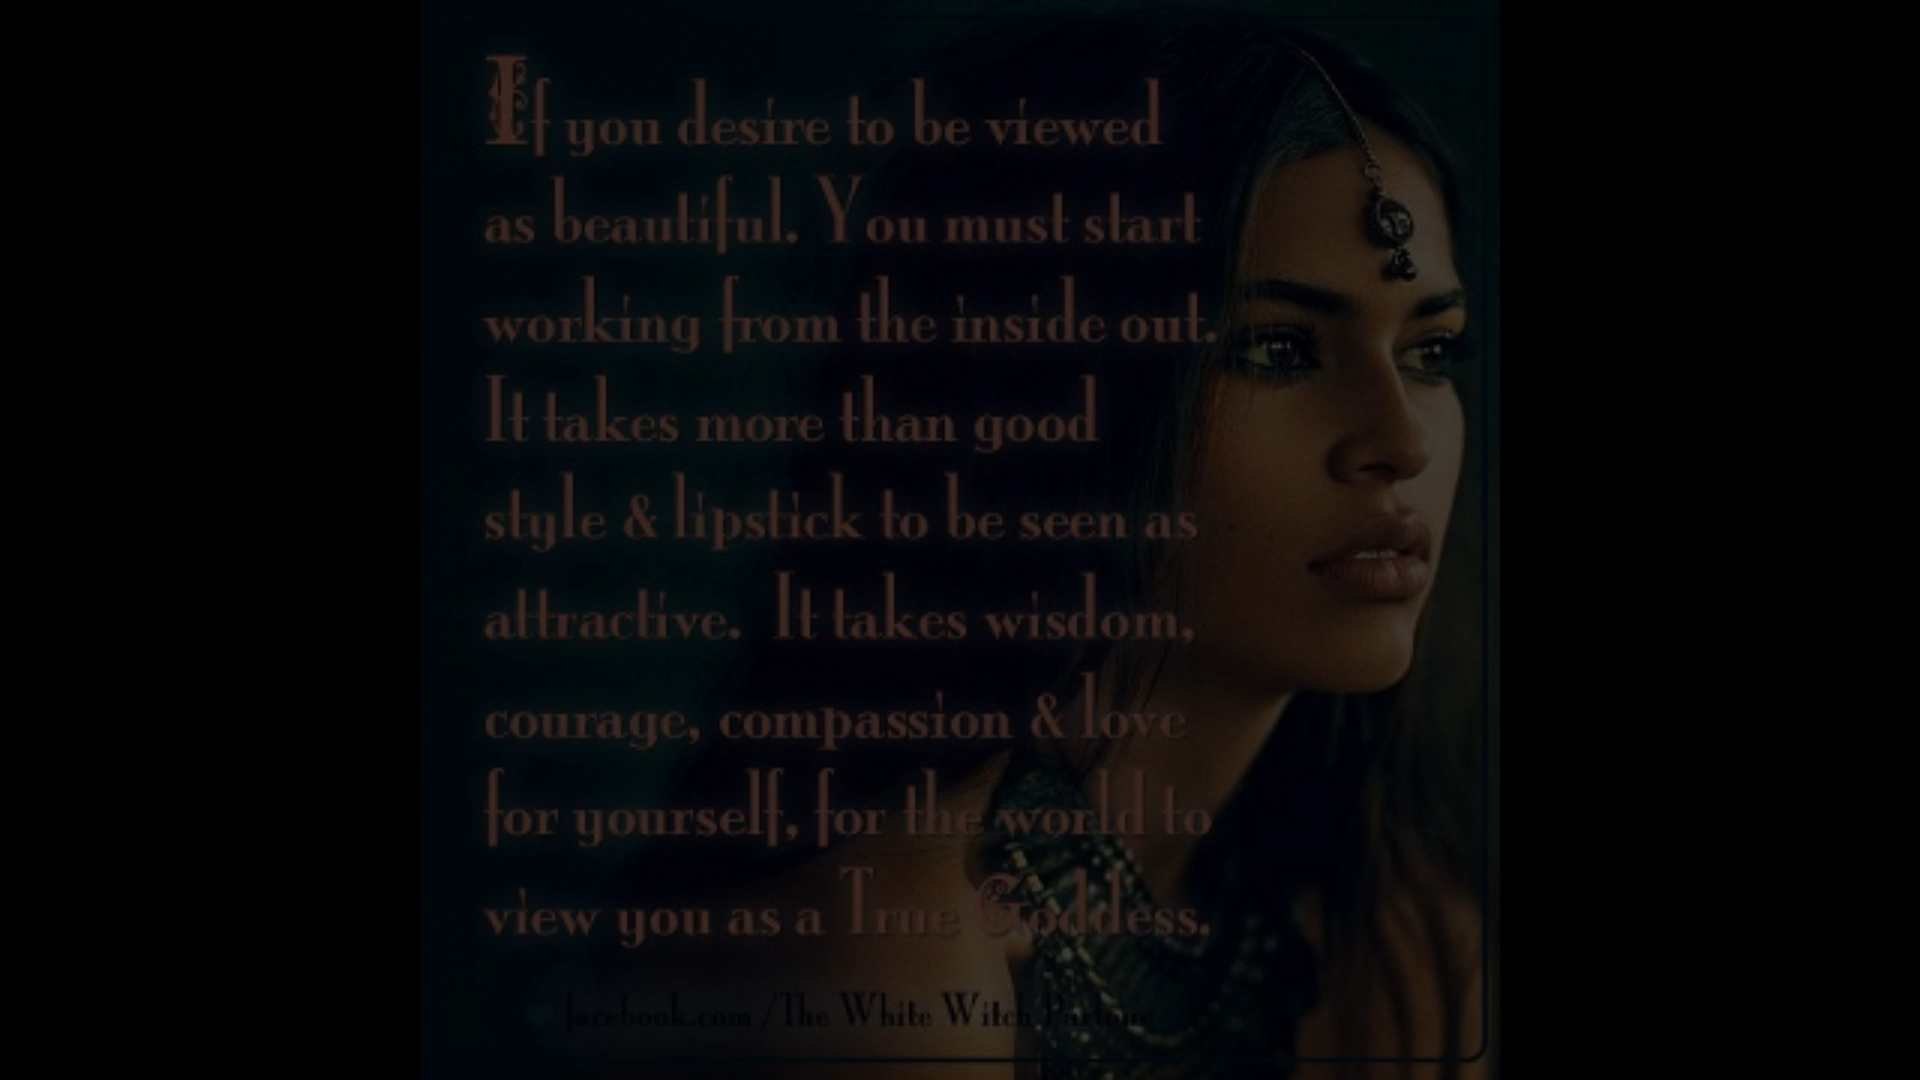 If you desire to be viewed
as beautiful. You must start
working from the inside out.
It takes more than good
style & lipstick to be seen as
attractive. It takes wisdom,
courage, compassion & love
for yourself, for the world to
view you as a True Goddess.
facebook.com /The White Witch Parlour